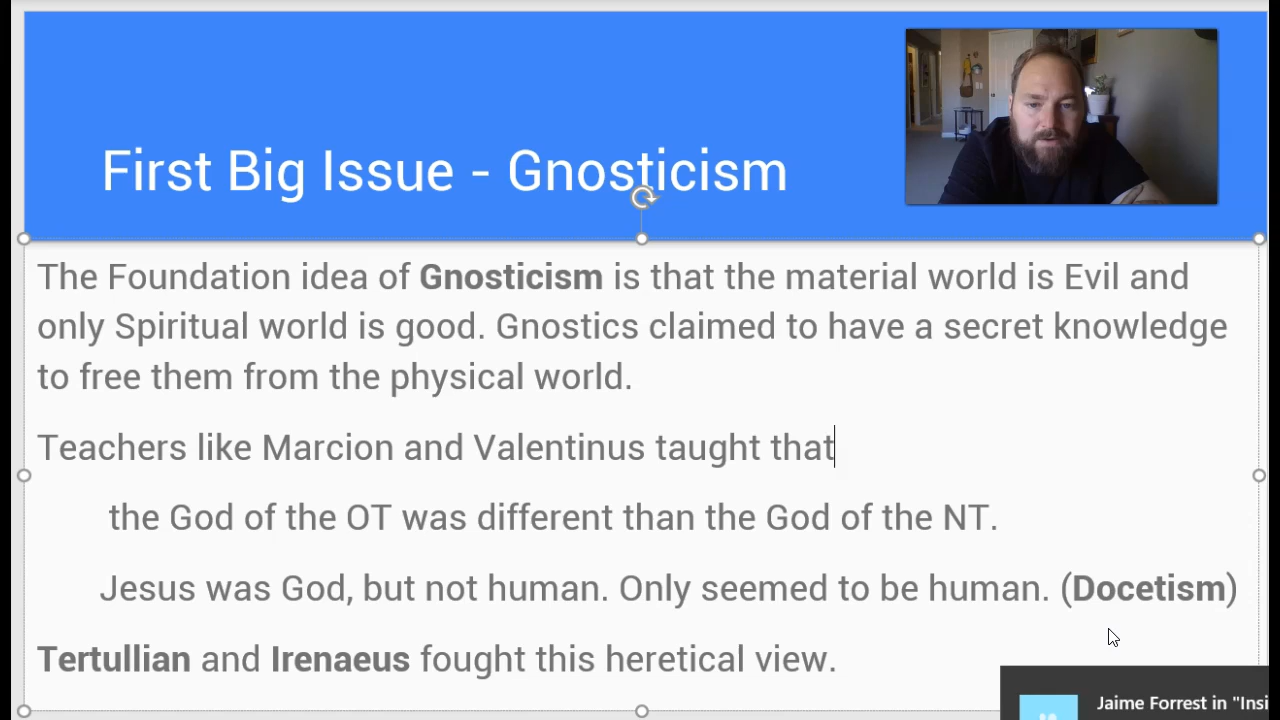 First Big Issue - Gnosticism
The Foundation idea of Gnosticism is that the material world is Evil and
only Spiritual world is good. Gnostics claimed to have a secret knowledge
to free them from the physical world.
Teachers like Marcion and Valentinus taught that
the God of the OT was different than the God of the NT.
Jesus was God, but not human. Only seemed to be human. (Docetism)
Tertullian and Irenaeus fought this heretical view.
Jaime Forrest in "Insi